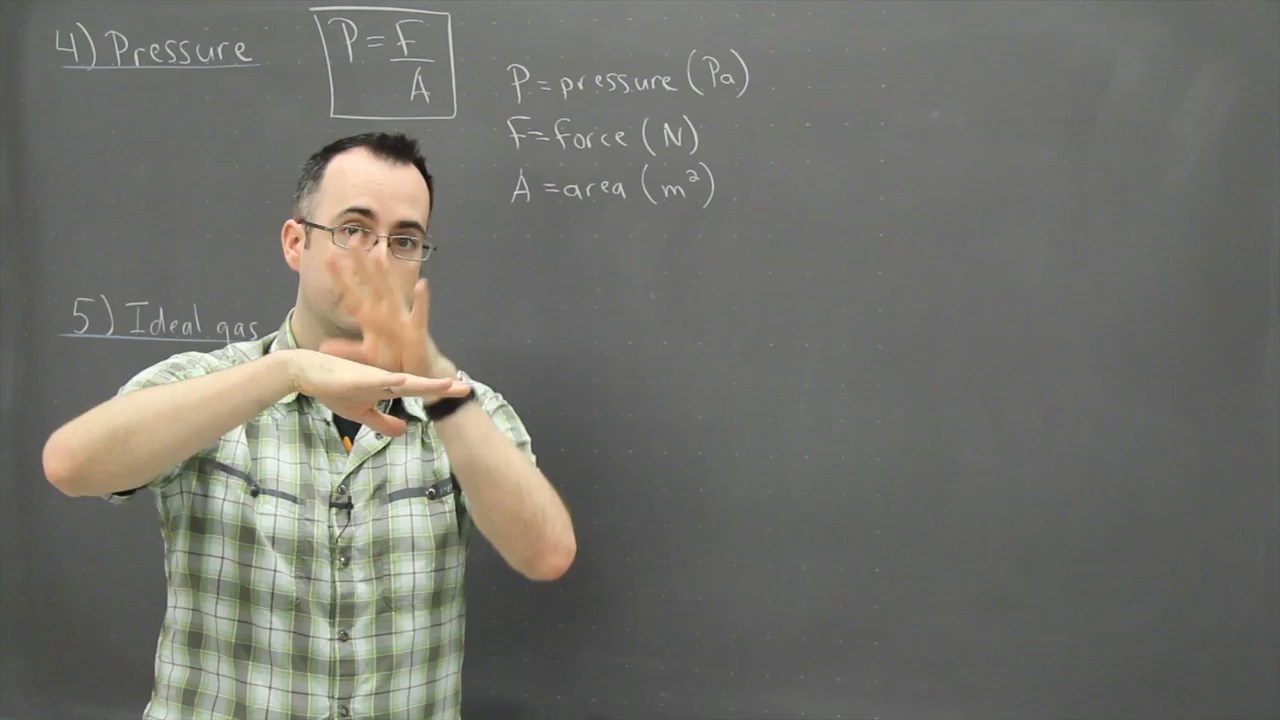 4) Pressure
P = F/A
P = pressure (Pa)
F = force (N)
A = area (m²)
5) Ideal gas